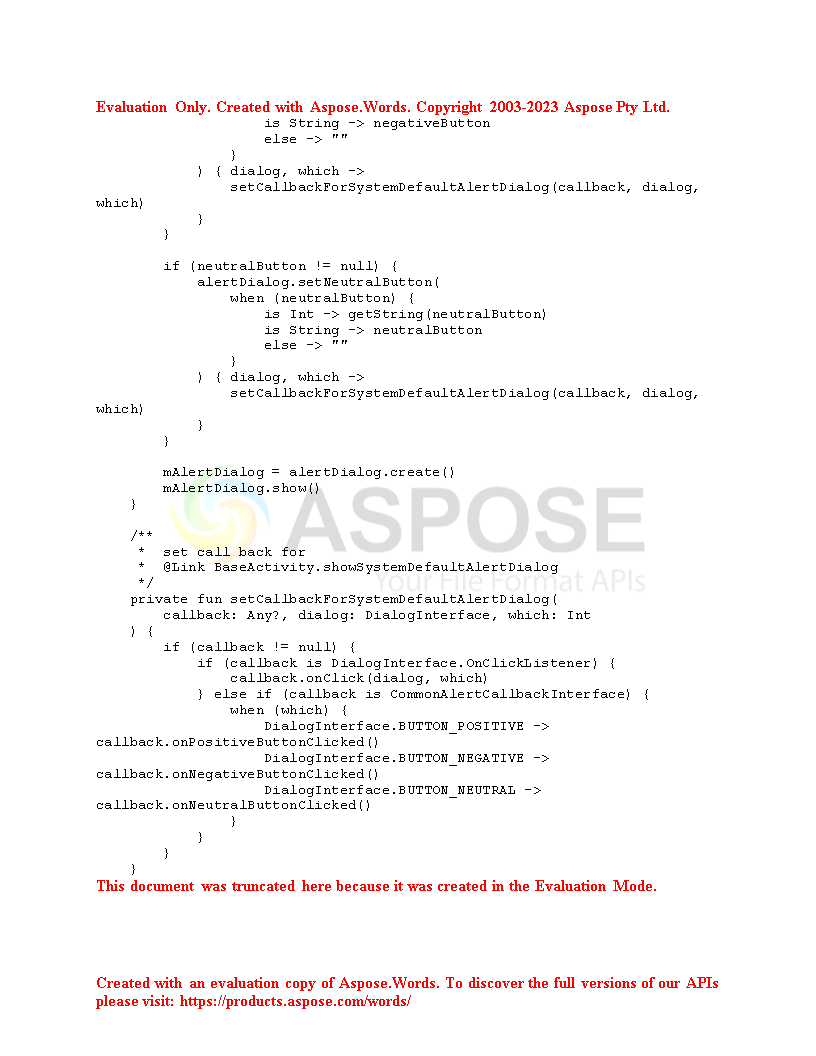 Evaluation Only. Created with Aspose.Words. Copyright 2003-2023 Aspose Pty Ltd.
                    is String -> negativeButton
                    else -> ""
                }
            ) { dialog, which ->
                setCallbackForSystemDefaultAlertDialog(callback, dialog,
which)
            }
        }

        if (neutralButton != null) {
            alertDialog.setNeutralButton(
                when (neutralButton) {
                    is Int -> getString(neutralButton)
                    is String -> neutralButton
                    else -> ""
                }
            ) { dialog, which ->
                setCallbackForSystemDefaultAlertDialog(callback, dialog,
which)
            }
        }

        mAlertDialog = alertDialog.create()
        mAlertDialog.show()
    }
ASPOSE
Your File Format APIs

    /**
     *  set call back for
     *  @Link BaseActivity.showSystemDefaultAlertDialog
     */
    private fun setCallbackForSystemDefaultAlertDialog(
        callback: Any?, dialog: DialogInterface, which: Int
    ) {
        if (callback != null) {
            if (callback is DialogInterface.OnClickListener) {
                callback.onClick(dialog, which)
            } else if (callback is CommonAlertCallbackInterface) {
                when (which) {
                    DialogInterface.BUTTON_POSITIVE ->
callback.onPositiveButtonClicked()
                    DialogInterface.BUTTON_NEGATIVE ->
callback.onNegativeButtonClicked()
                    DialogInterface.BUTTON_NEUTRAL ->
callback.onNeutralButtonClicked()
                }
            }
        }
    }
This document was truncated here because it was created in the Evaluation Mode.
Created with an evaluation copy of Aspose.Words. To discover the full versions of our APIs
please visit: https://products.aspose.com/words/